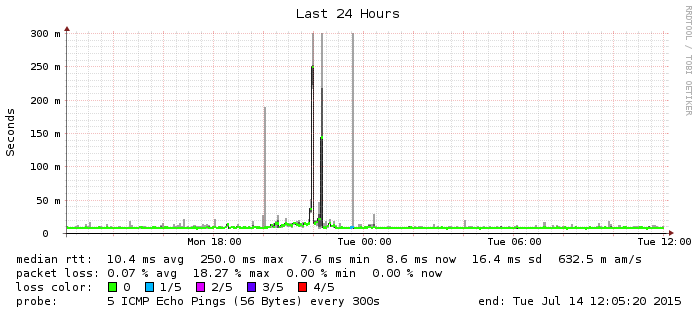 Last 24 Hours
RRDTOOL / TOBI OETIKER
Seconds
300 m
250 m
200 m
150 m
100 m
50 m
0
Mon 18:00 Tue 00:00 Tue 06:00 Tue 12:00
median rtt: 10.4 ms avg 250.0 ms max 7.6 ms min 8.6 ms now 16.4 ms sd 632.5 m am/s
packet loss: 0.07 % avg 18.27 % max 0.00 % min 0.00 % now
loss color: 0 1/5 2/5 3/5 4/5
probe: 5 ICMP Echo Pings (56 Bytes) every 300s end: Tue Jul 14 12:05:20 2015